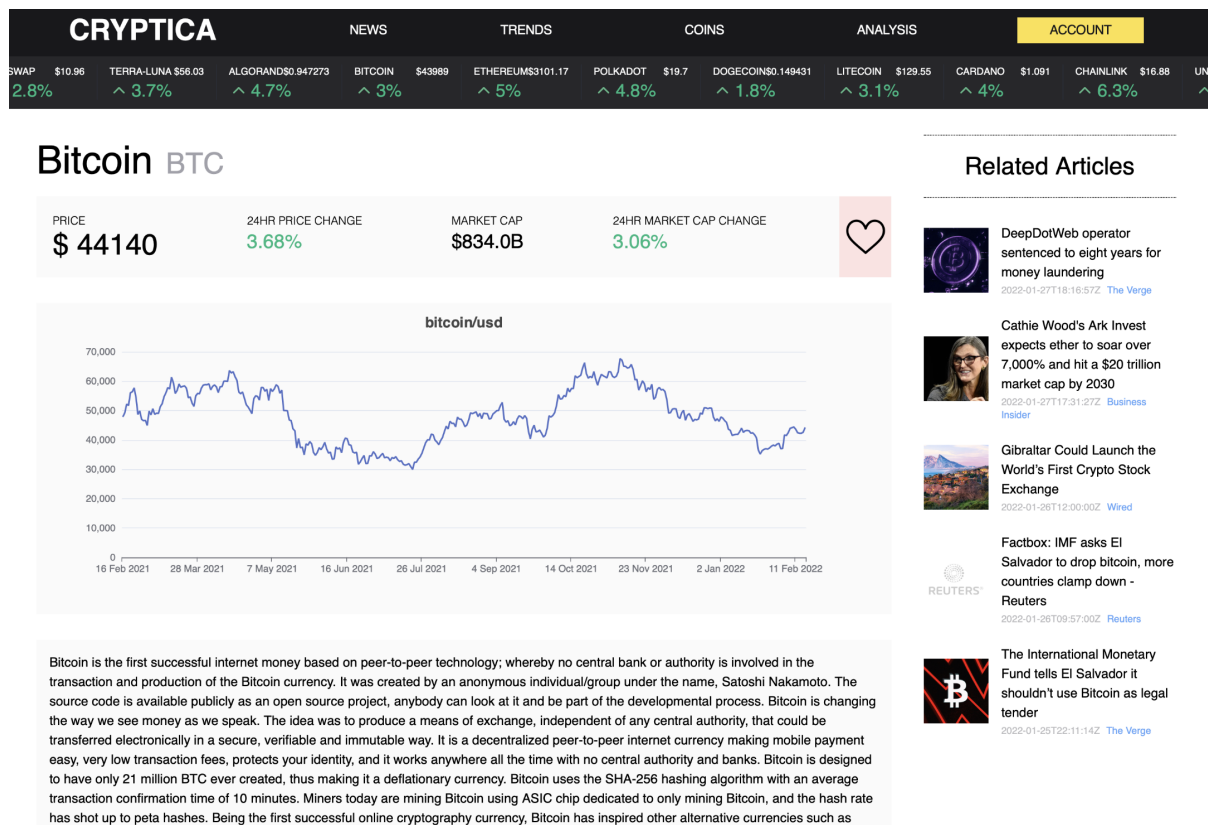 CRYPTICA NEWS TRENDS COINS ANALYSIS ACCOUNT
SWAP $10.96 TERRA-LUNA $56.03 ALGORAND$0.947273 BITCOIN $43989 ETHEREUM$3101.17 POLKADOT $19.7 DOGECOIN$0.149431 LITECOIN $129.55 CARDANO $1.091 CHAINLINK $16.88 UN
2.8% 3.7% 4.7% 3% 5% 4.8% 1.8% 3.1% 4% 6.3%
Bitcoin BTC
PRICE 24HR PRICE CHANGE MARKET CAP 24HR MARKET CAP CHANGE
$ 44140 3.68% $834.0B 3.06%
bitcoin/usd
70,000
60,000
50,000
40,000
30,000
20,000
10,000
0
16 Feb 2021 28 Mar 2021 7 May 2021 16 Jun 2021 26 Jul 2021 4 Sep 2021 14 Oct 2021 23 Nov 2021 2 Jan 2022 11 Feb 2022
Bitcoin is the first successful internet money based on peer-to-peer technology; whereby no central bank or authority is involved in the
transaction and production of the Bitcoin currency. It was created by an anonymous individual/group under the name, Satoshi Nakamoto. The
source code is available publicly as an open source project, anybody can look at it and be part of the developmental process. Bitcoin is changing
the way we see money as we speak. The idea was to produce a means of exchange, independent of any central authority, that could be
transferred electronically in a secure, verifiable and immutable way. It is a decentralized peer-to-peer internet currency making mobile payment
easy, very low transaction fees, protects your identity, and it works anywhere all the time with no central authority and banks. Bitcoin is designed
to have only 21 million BTC ever created, thus making it a deflationary currency. Bitcoin uses the SHA-256 hashing algorithm with an average
transaction confirmation time of 10 minutes. Miners today are mining Bitcoin using ASIC chip dedicated to only mining Bitcoin, and the hash rate
has shot up to peta hashes. Being the first successful online cryptography currency, Bitcoin has inspired other alternative currencies such as
Related Articles
DeepDotWeb operator
sentenced to eight years for
money laundering
2022-01-27T18:16:57Z The Verge
Cathie Wood's Ark Invest
expects ether to soar over
7,000% and hit a $20 trillion
market cap by 2030
2022-01-27T17:31:27Z Business
Insider
Gibraltar Could Launch the
World's First Crypto Stock
Exchange
2022-01-26T12:00:00Z Wired
REUTERS
Factbox: IMF asks El
Salvador to drop bitcoin, more
countries clamp down -
Reuters
2022-01-26T09:57:00Z Reuters
The International Monetary
Fund tells El Salvador it
shouldn't use Bitcoin as legal
tender
2022-01-25T22:11:14Z The Verge